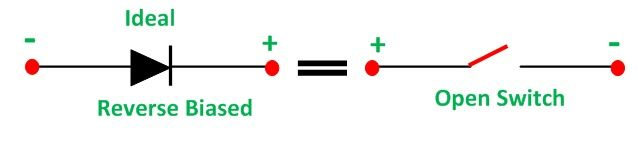 Ideal
- +
Reverse Biased
+ -
Open Switch